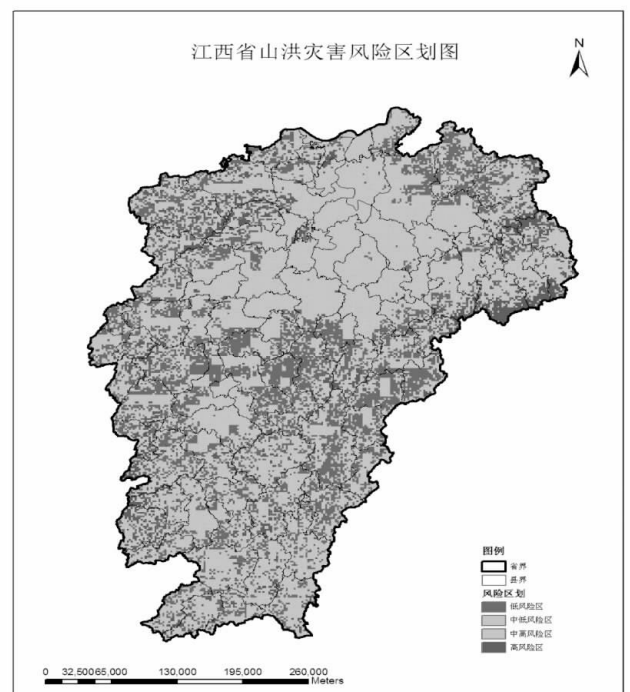 江西省山洪灾害风险区划图
N
图例
省界
县界
风险区划
低风险区
中低风险区
中高风险区
高风险区
0 32,50065,000 130,000 195,000 260,000
Meters